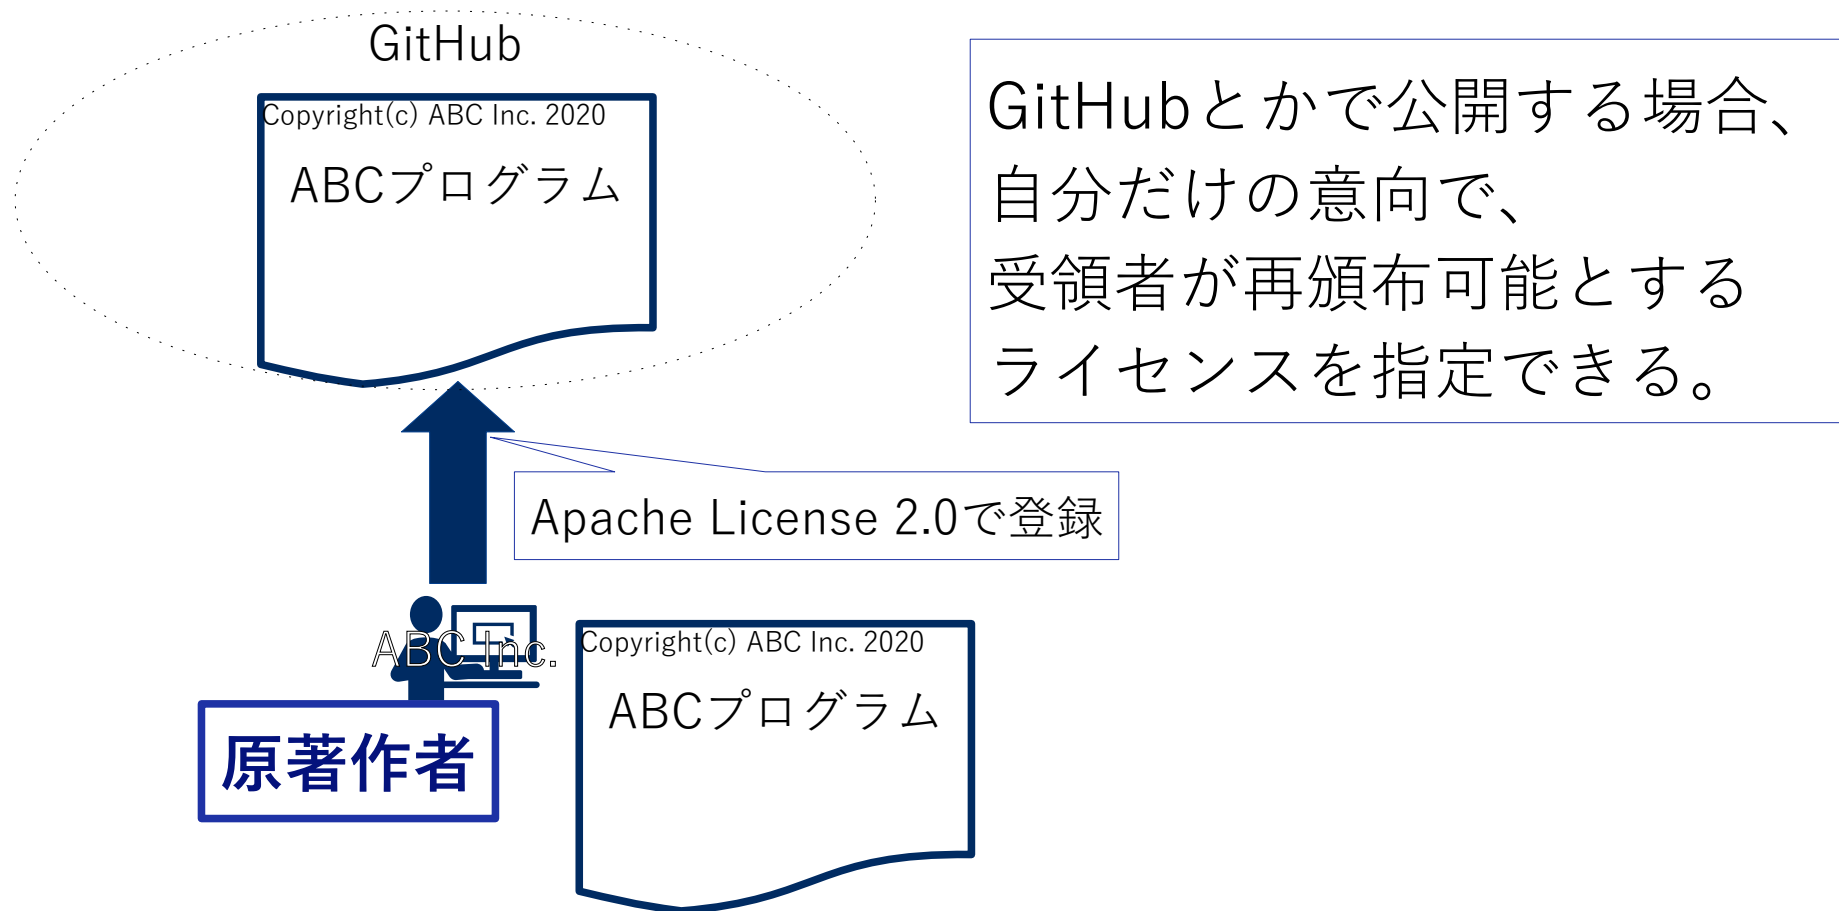 GitHub
Copyright(c) ABC Inc. 2020
ABCプログラム
GitHubとかで公開する場合、
自分だけの意向で、
受領者が再頒布可能とする
ライセンスを指定できる。
Apache License 2.0で登録
ABC Inc.
原著作者
Copyright(c) ABC Inc. 2020
ABCプログラム